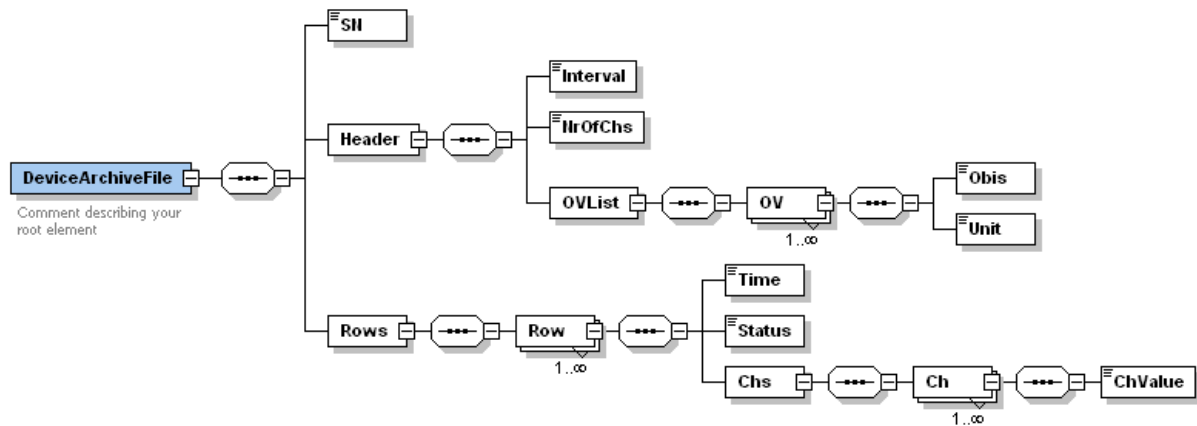 SN
Interval
NrOfChs
Header
DeviceArchiveFile
Comment describing your
root element
OVList
OV
1..∞
Obis
Unit
Rows
Row
1..∞
Time
Status
Chs
Ch
1..∞
ChValue